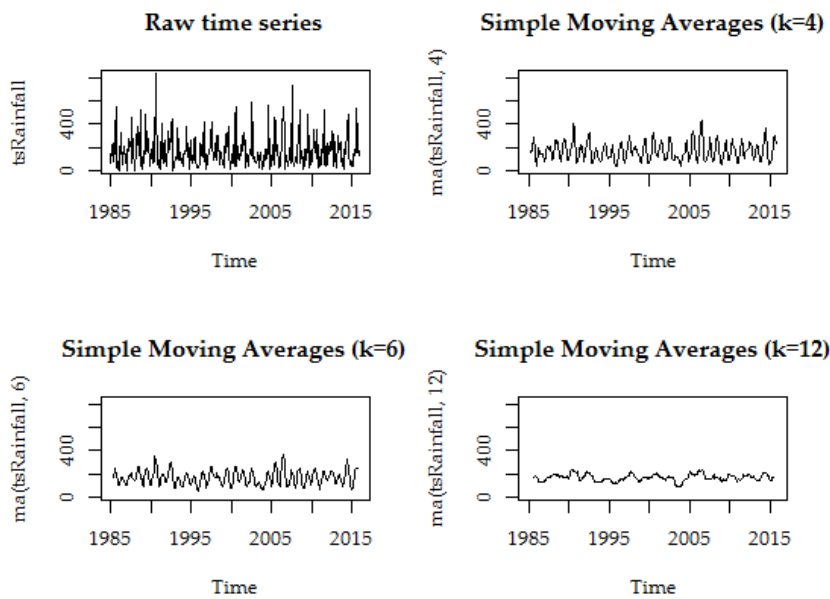 Raw time series
tsRainfall
0
400
1985
1995
2005
2015
Time
Simple Moving Averages (k=4)
ma(tsRainfall, 4)
0
400
1985
1995
2005
2015
Time
Simple Moving Averages (k=6)
ma(tsRainfall, 6)
0
400
1985
1995
2005
2015
Time
Simple Moving Averages (k=12)
ma(tsRainfall, 12)
0
400
1985
1995
2005
2015
Time